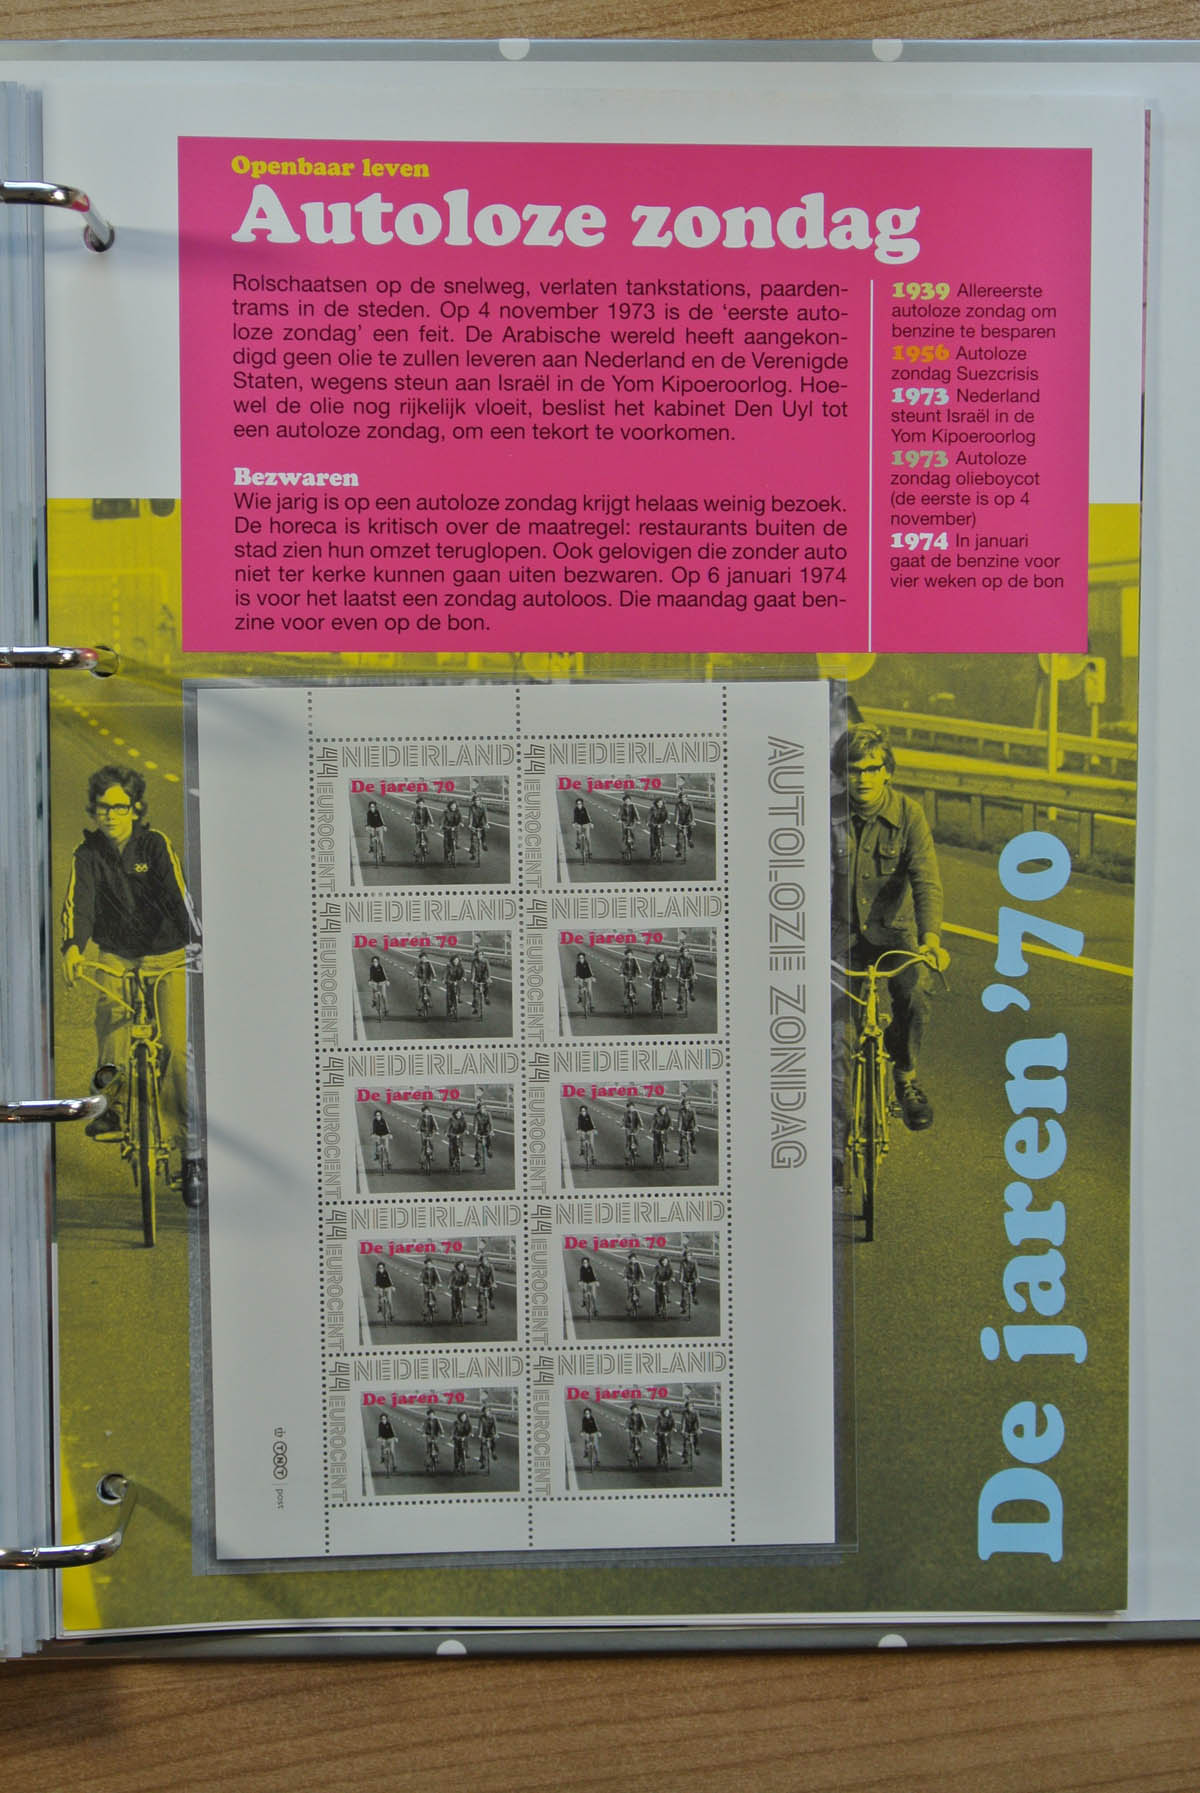 Openbaar leven
Autoloze zondag
Rolschaatsen op de snelweg, verlaten tankstations, paarden-
trams in de steden. Op 4 november 1973 is de ‘eerste auto-
loze zondag’ een feit. De Arabische wereld heeft aangekon-
digd geen olie te zullen leveren aan Nederland en de Verenigde
Staten, wegens steun aan Israël in de Yom Kipoeroorlog. Hoe-
wel de olie nog rijkelijk vloeit, beslist het kabinet Den Uyl tot
een autoloze zondag, om een tekort te voorkomen.
Bezwaren
Wie jarig is op een autoloze zondag krijgt helaas weinig bezoek.
De horeca is kritisch over de maatregel: restaurants buiten de
stad zien hun omzet teruglopen. Ook gelovigen die zonder auto
niet ter kerke kunnen gaan uiten bezwaren. Op 6 januari 1974
is voor het laatst een zondag autoloos. Die maandag gaat ben-
zine voor even op de bon.
1939 Allereerste
autoloze zondag om
benzine te besparen
1956 Autoloze
zondag Suezcrisis
1973 Nederland
steunt Israël in de
Yom Kipoeroorlog
1973 Autoloze
zondag olieboycot
(de eerste is op 4
november)
1974 In januari
gaat de benzine voor
vier weken op de bon
NEDERLAND
44 EUROCENT
De jaren '70
NEDERLAND
44 EUROCENT
De jaren '70
NEDERLAND
44 EUROCENT
De jaren '70
NEDERLAND
44 EUROCENT
De jaren '70
NEDERLAND
44 EUROCENT
De jaren '70
NEDERLAND
44 EUROCENT
De jaren '70
NEDERLAND
44 EUROCENT
De jaren '70
NEDERLAND
44 EUROCENT
De jaren '70
NEDERLAND
44 EUROCENT
De jaren '70
NEDERLAND
44 EUROCENT
De jaren '70
AUTOLOZE ZONDAG
TNT post
De jaren ’70